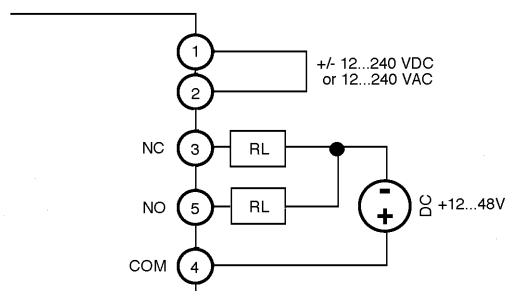 1
+/- 12...240 VDC
or 12...240 VAC
2
NC 3 RL
-
+
DC +12...48V
NO 5 RL
COM 4